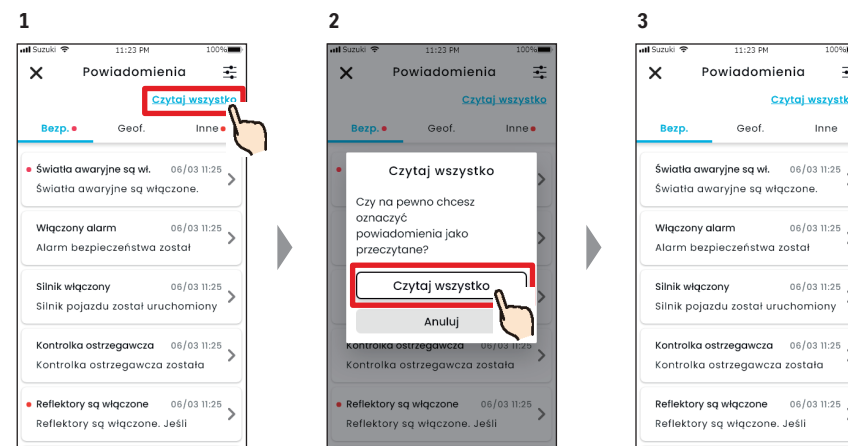 1
Suzuki 11:23 PM 100%
Powiadomienia
Czytaj wszystko
Bezp. Geof. Inne
Światła awaryjne są wł. 06/03 11:25
Światła awaryjne są włączone.
Włączony alarm 06/03 11:25
Alarm bezpieczeństwa został
Silnik włączony 06/03 11:25
Silnik pojazdu został uruchomiony
Kontrolka ostrzegawcza 06/03 11:25
Kontrolka ostrzegawcza została
Reflektory są włączone 06/03 11:25
Reflektory są włączone. Jeśli
2
Suzuki 11:23 PM 100%
Powiadomienia
Czytaj wszystko
Bezp. Geof. Inne
Czytaj wszystko
Czy na pewno chcesz
oznaczyć
powiadomienia jako
przeczytane?
Czytaj wszystko
Anuluj
Kontrolka ostrzegawcza 06/03 11:25
Kontrolka ostrzegawcza została
Reflektory są włączone 06/03 11:25
Reflektory są włączone. Jeśli
3
Suzuki 11:23 PM 100%
Powiadomienia
Czytaj wszystk
Bezp. Geof. Inne
Światła awaryjne są wł. 06/03 11:25
Światła awaryjne są włączone.
Włączony alarm 06/03 11:25
Alarm bezpieczeństwa został
Silnik włączony 06/03 11:25
Silnik pojazdu został uruchomiony
Kontrolka ostrzegawcza 06/03 11:25
Kontrolka ostrzegawcza została
Reflektory są włączone 06/03 11:25
Reflektory są włączone. Jeśli